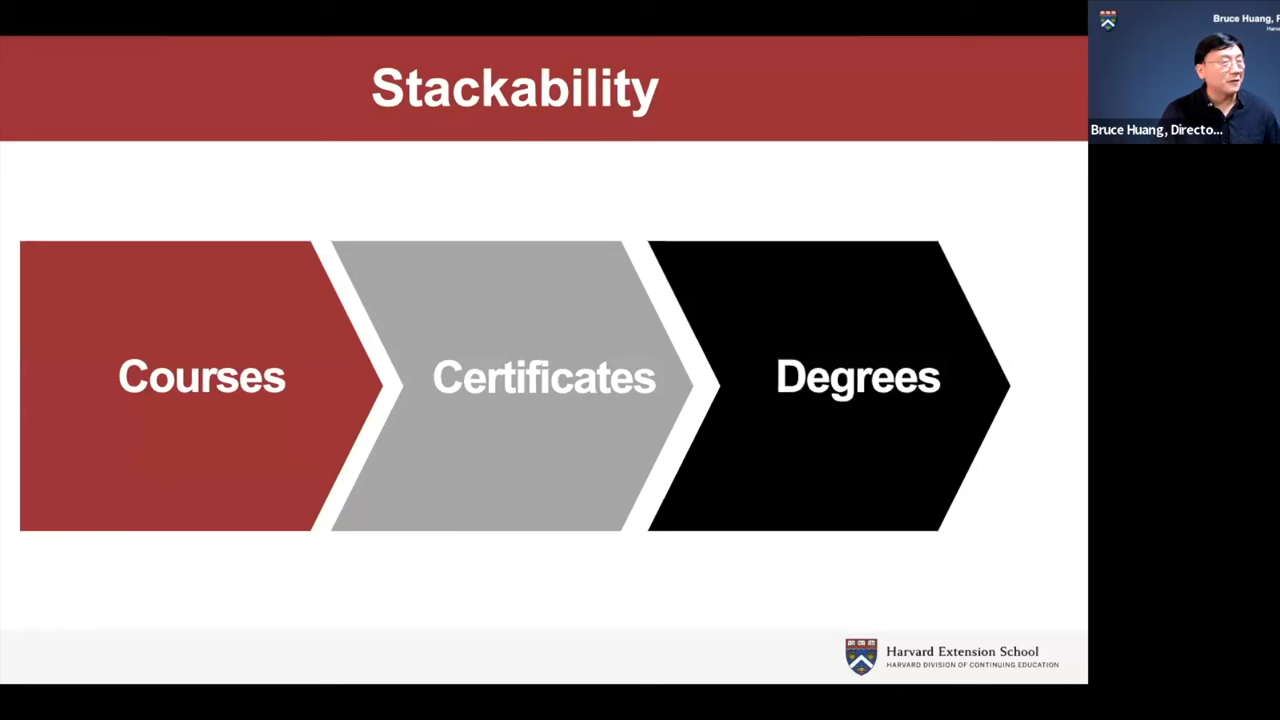 Stackability
Courses
Certificates
Degrees
Harvard Extension School
HARVARD DIVISION OF CONTINUING EDUCATION
Bruce Huang,
Bruce Huang, Directo...